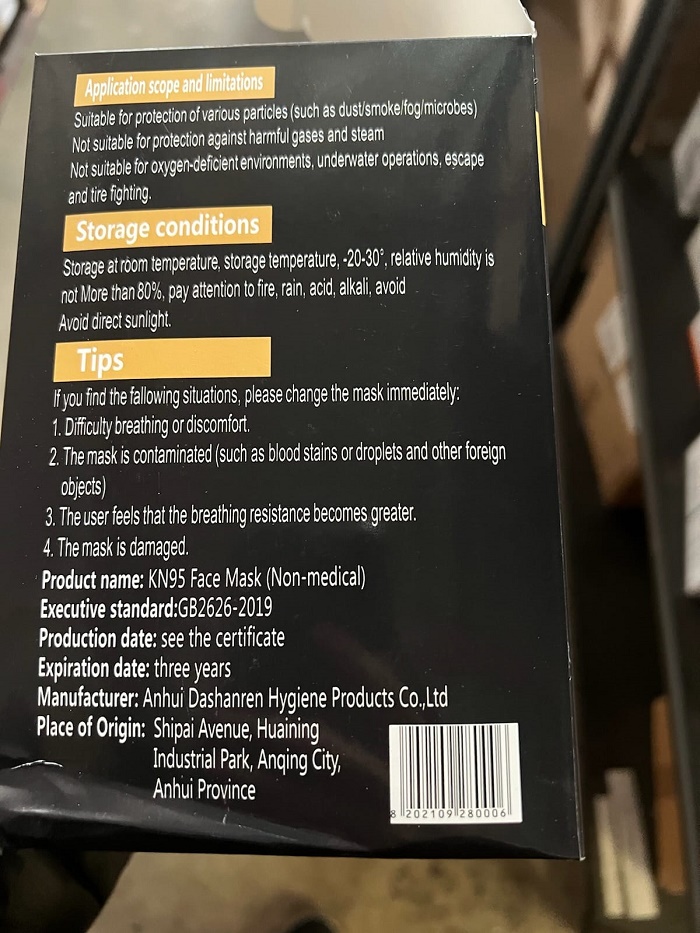 Application scope and limitations
Suitable for protection of various particles (such as dust/smoke/fog/microbes)
Not suitable for protection against harmful gases and steam
Not suitable for oxygen-deficient environments, underwater operations, escape
and tire fighting.
Storage conditions
Storage at room temperature, storage temperature, -20-30°, relative humidity is
not More than 80%, pay attention to fire, rain, acid, alkali, avoid
Avoid direct sunlight.
Tips
If you find the fallowing situations, please change the mask immediately:
1. Difficulty breathing or discomfort.
2. The mask is contaminated (such as blood stains or droplets and other foreign
objects)
3. The user feels that the breathing resistance becomes greater.
4. The mask is damaged.
Product name: KN95 Face Mask (Non-medical)
Executive standard:GB2626-2019
Production date: see the certificate
Expiration date: three years
Manufacturer: Anhui Dashanren Hygiene Products Co.,Ltd
Place of Origin: Shipai Avenue, Huaining
Industrial Park, Anqing City,
Anhui Province
8 202109 280006